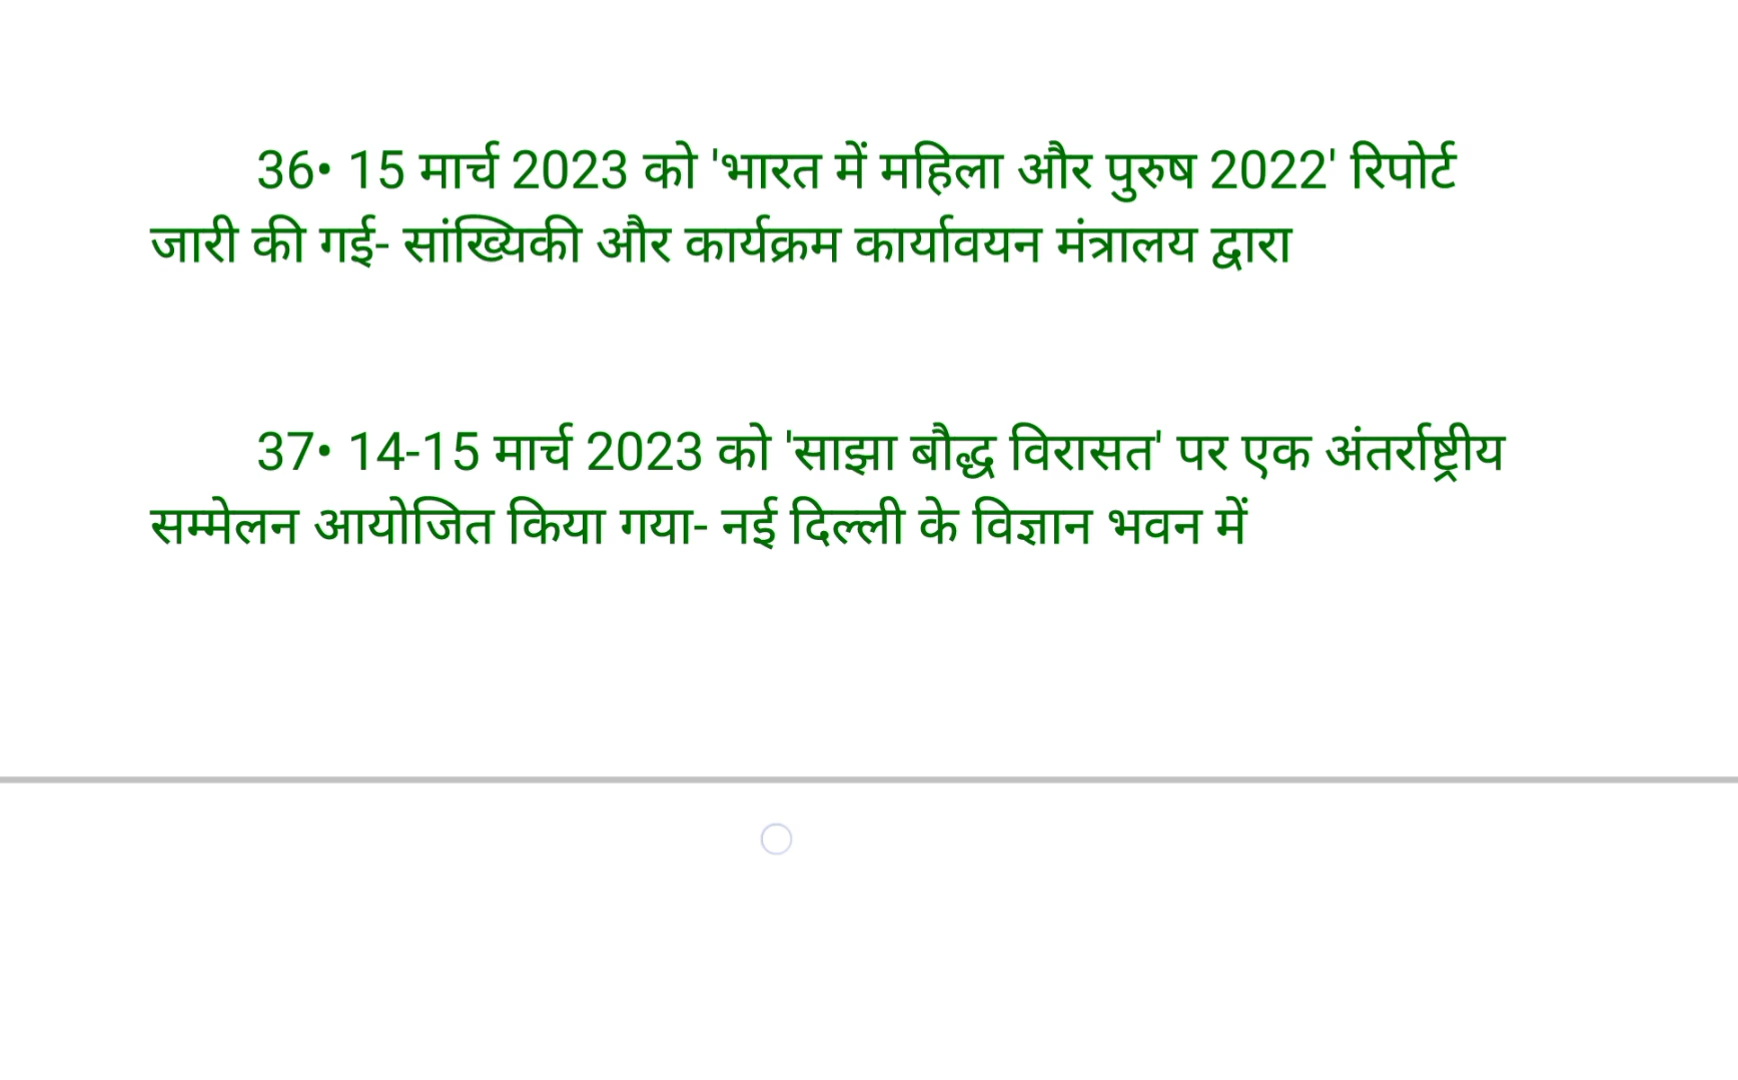 36• 15 मार्च 2023 को 'भारत में महिला और पुरुष 2022' रिपोर्ट
जारी की गई- सांख्यिकी और कार्यक्रम कार्यावयन मंत्रालय द्वारा
37• 14-15 मार्च 2023 को 'साझा बौद्ध विरासत' पर एक अंतर्राष्ट्रीय
सम्मेलन आयोजित किया गया- नई दिल्ली के विज्ञान भवन में